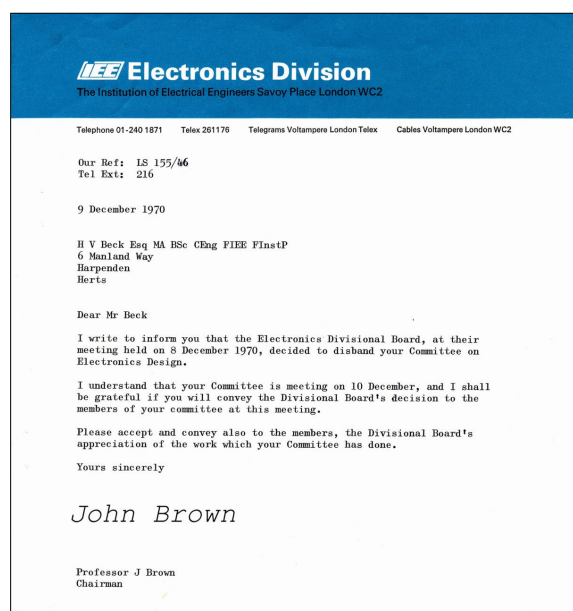 IEE Electronics Division
The Institution of Electrical Engineers Savoy Place London WC2
Telephone 01-240 1871 Telex 261176 Telegrams Voltampere London Telex Cables Voltampere London WC2
Our Ref: LS 155/46
Tel Ext: 216
9 December 1970
H V Beck Esq MA BSc CEng FIEE FInstP
6 Manland Way
Harpenden
Herts
Dear Mr Beck
I write to inform you that the Electronics Divisional Board, at their
meeting held on 8 December 1970, decided to disband your Committee on
Electronics Design.
I understand that your Committee is meeting on 10 December, and I shall
be grateful if you will convey the Divisional Board's decision to the
members of your committee at this meeting.
Please accept and convey also to the members, the Divisional Board's
appreciation of the work which your Committee has done.
Yours sincerely
John Brown
Professor J Brown
Chairman